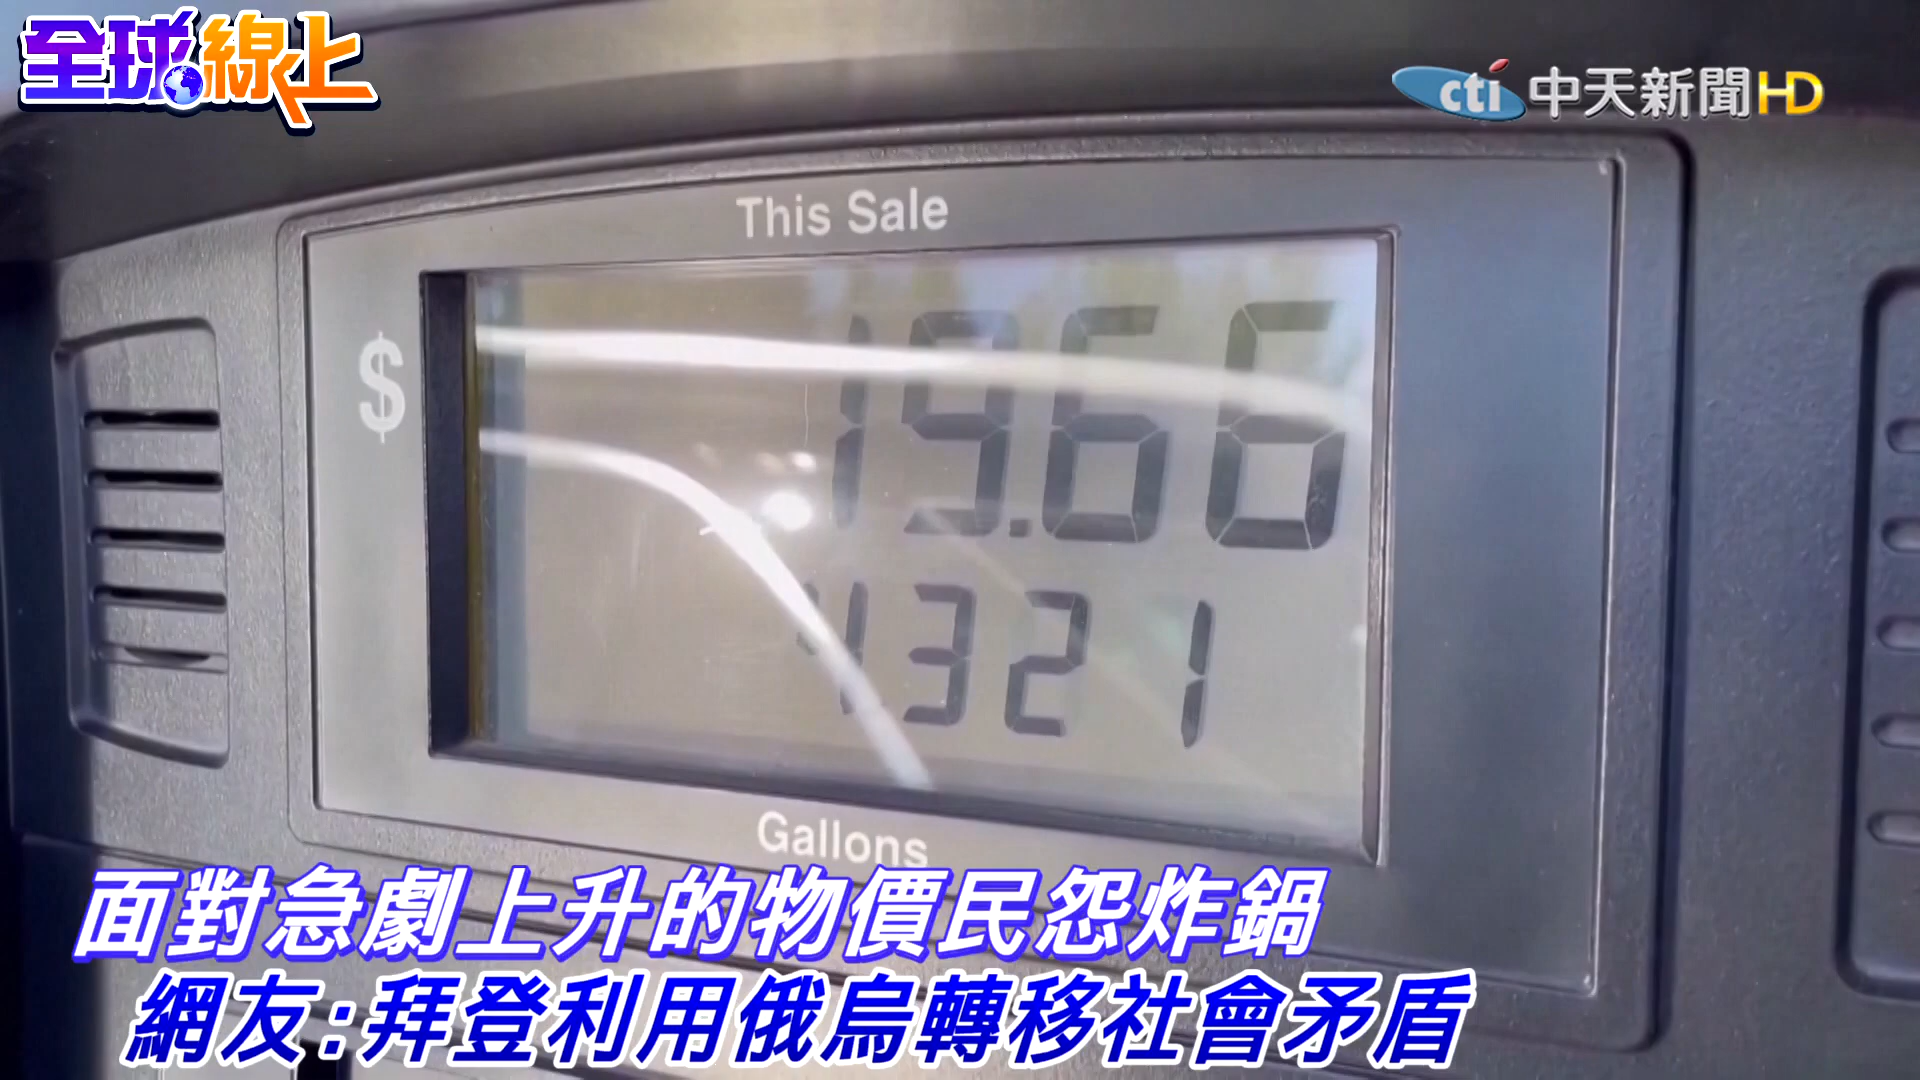 全球線上
cti 中天新聞HD
This Sale
$
19.66
4321
Gallons
面對急劇上升的物價民怨炸鍋
網友:拜登利用俄烏轉移社會矛盾